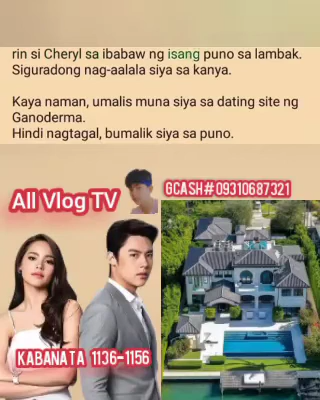 rin si Cheryl sa ibabaw ng isang puno sa lambak.
Siguradong nag-aalala siya sa kanya.
Kaya naman, umalis muna siya sa dating site ng
Ganoderma.
Hindi nagtagal, bumalik siya sa puno.
GCASH#09310687321
All Vlog TV
KABANATA 1136-1156